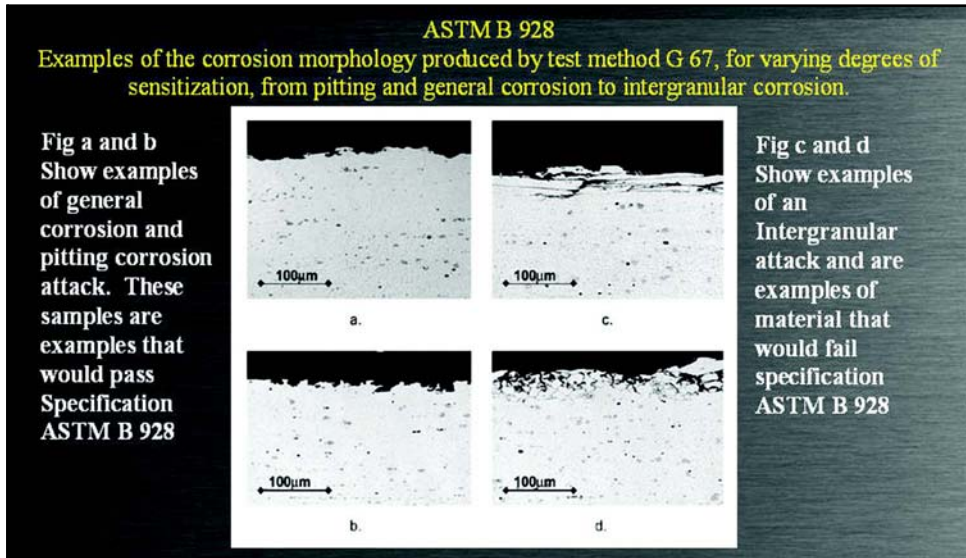 ASTM B 928
Examples of the corrosion morphology produced by test method G 67, for varying degrees of
sensitization, from pitting and general corrosion to intergranular corrosion.
Fig a and b
Show examples
of general
corrosion and
pitting corrosion
attack. These
samples are
examples that
would pass
Specification
ASTM B 928
100µm
a.
100µm
c.
100µm
b.
100µm
d.
Fig c and d
Show examples
of an
Intergranular
attack and are
examples of
material that
would fail
specification
ASTM B 928